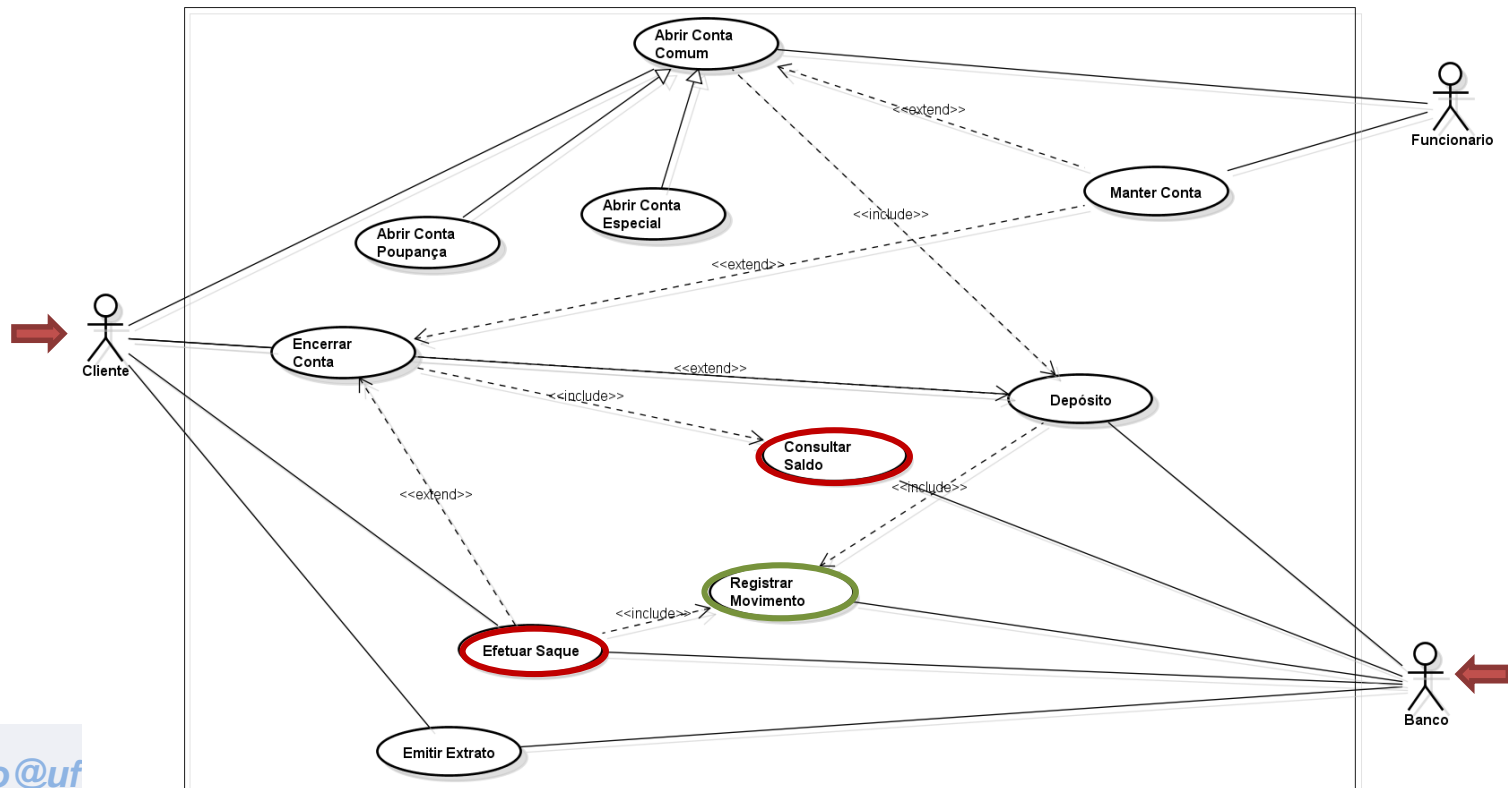 Abrir Conta
Comum
<<extend>>
Funcionario
Manter Conta
Abrir Conta
Especial
<<include>>
Abrir Conta
Poupança
<<extend>>
Encerrar
Conta
Cliente
<<extend>>
<<include>>
Depósito
Consultar
Saldo
<<extend>>
<<include>>
Registrar
Movimento
<<include>>
Efetuar Saque
Banco
Emitir Extrato
o@uf